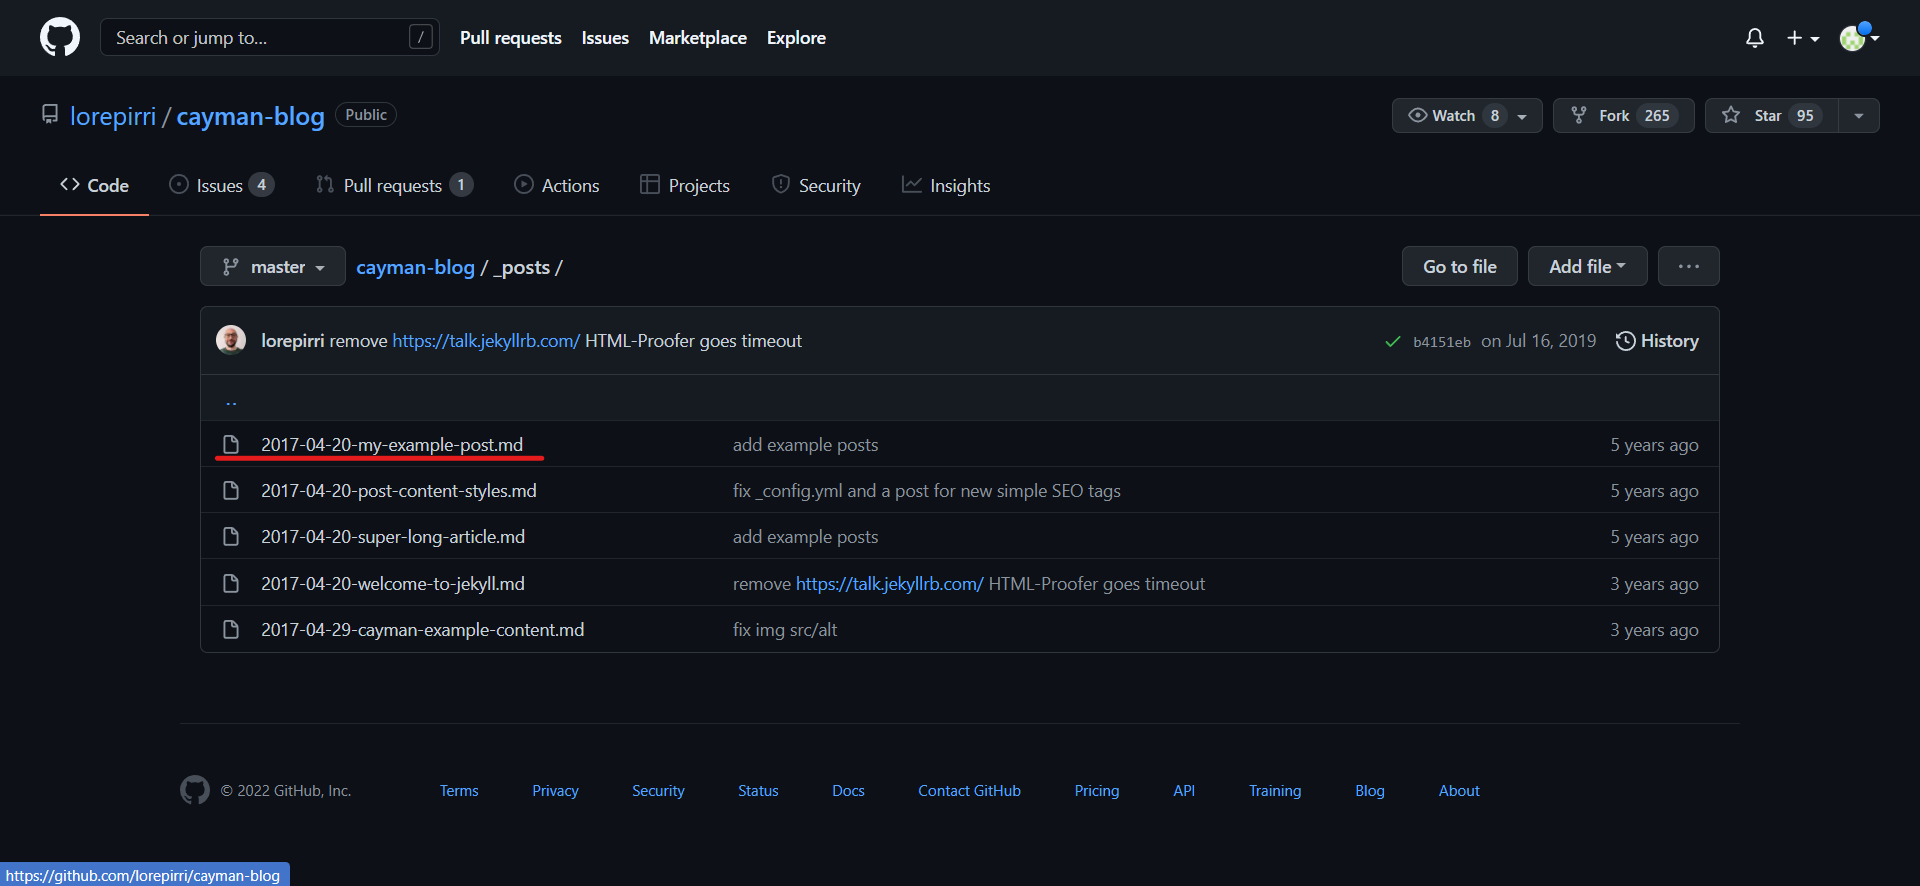 Search or jump to... /
Pull requests Issues Marketplace Explore
lorepirri / cayman-blog Public
Watch 8 Fork 265 Star 95
Code Issues 4 Pull requests 1 Actions Projects Security Insights
master cayman-blog / _posts /
Go to file Add file ...
lorepirri remove https://talk.jekyllrb.com/ HTML-Proofer goes timeout b4151eb on Jul 16, 2019 History
..
2017-04-20-my-example-post.md add example posts 5 years ago
2017-04-20-post-content-styles.md fix _config.yml and a post for new simple SEO tags 5 years ago
2017-04-20-super-long-article.md add example posts 5 years ago
2017-04-20-welcome-to-jekyll.md remove https://talk.jekyllrb.com/ HTML-Proofer goes timeout 3 years ago
2017-04-29-cayman-example-content.md fix img src/alt 3 years ago
© 2022 GitHub, Inc. Terms Privacy Security Status Docs Contact GitHub Pricing API Training Blog About
https://github.com/lorepirri/cayman-blog